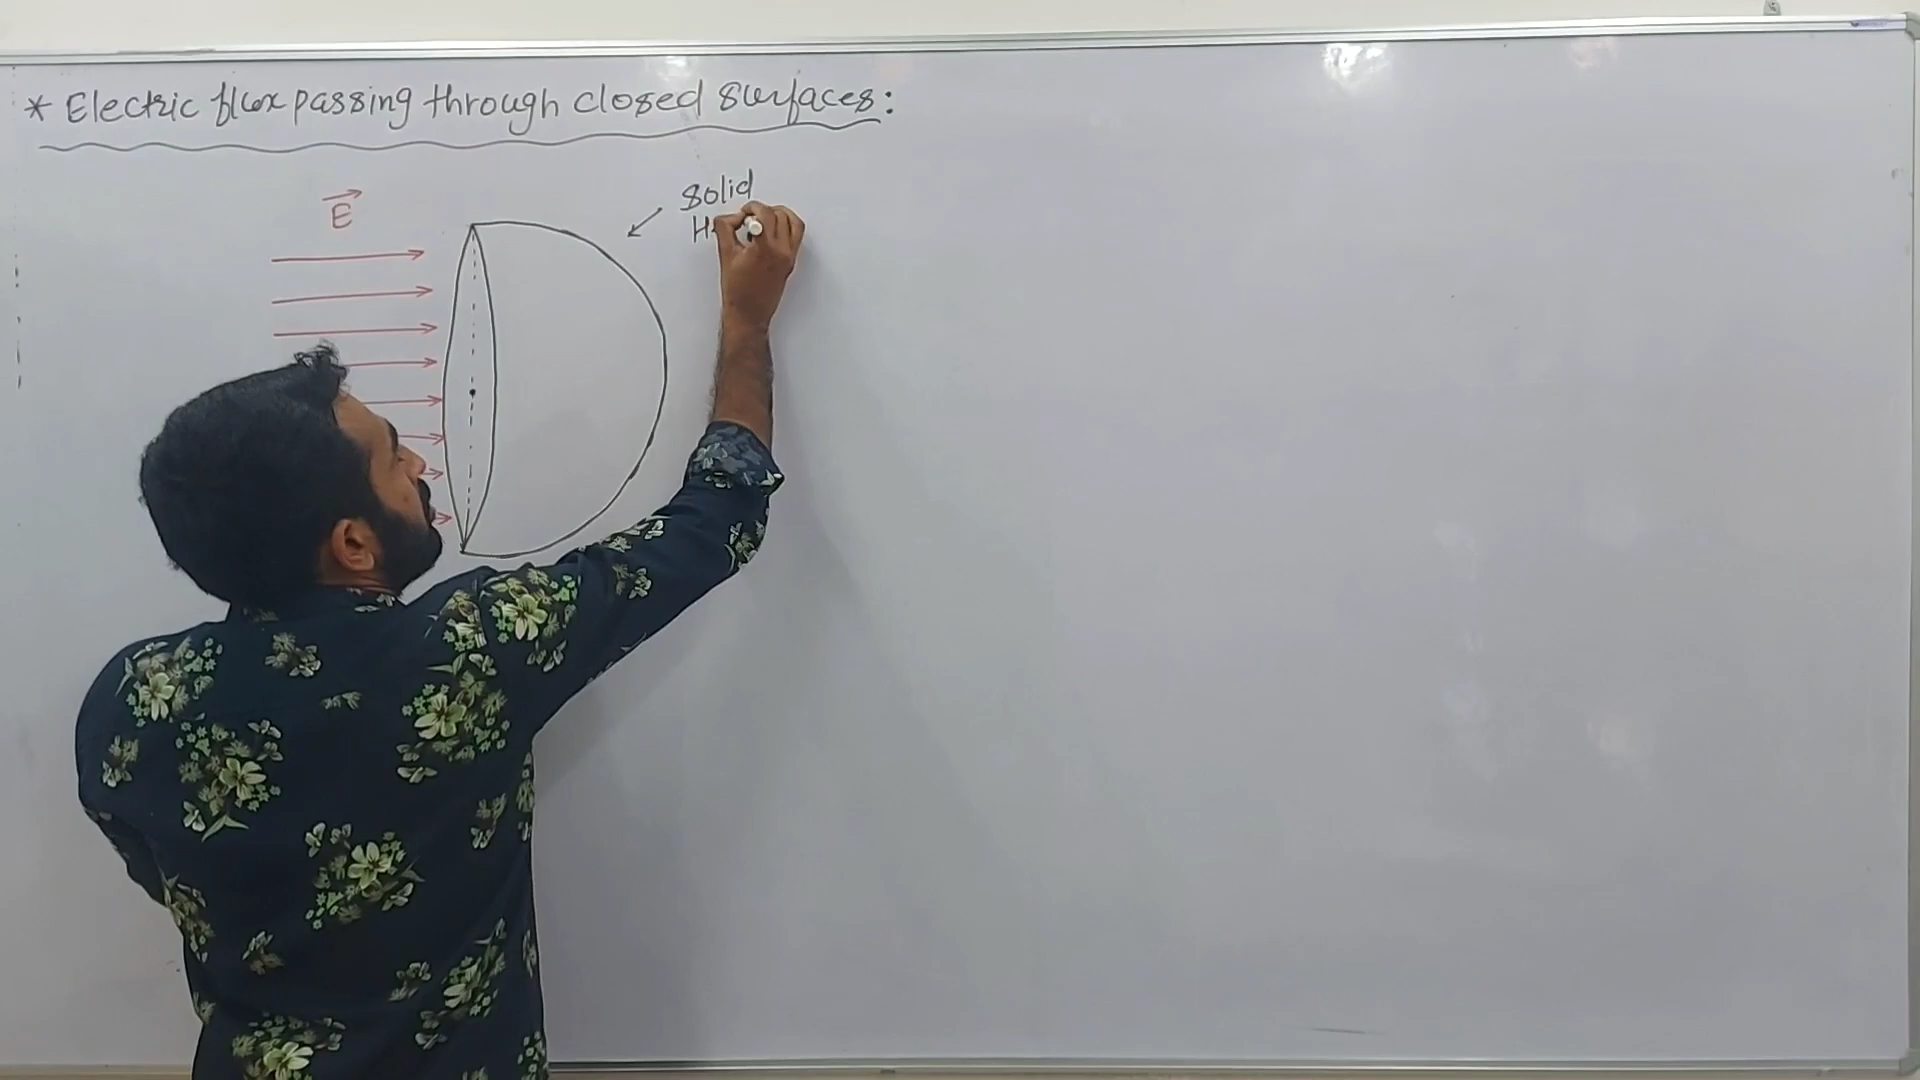 * Electric flux passing through closed surfaces:
E
Solid